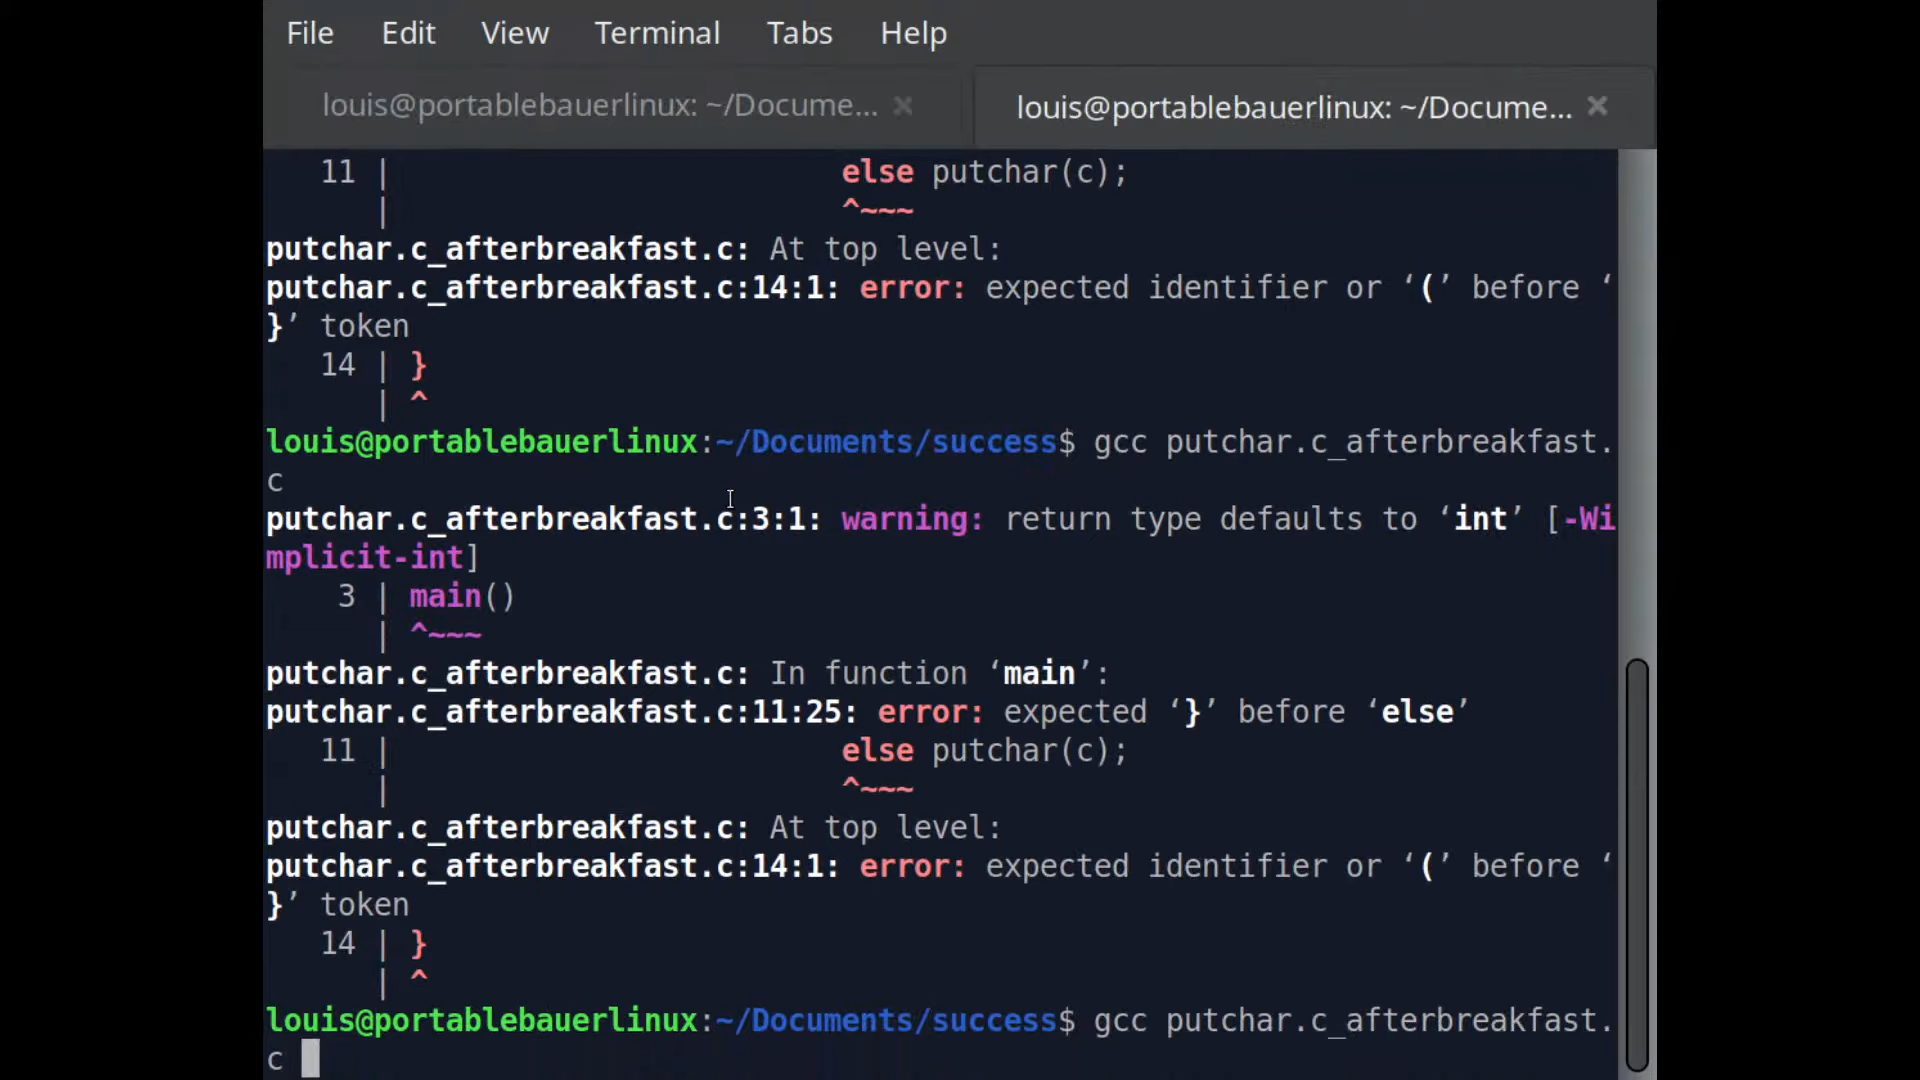 File Edit View Terminal Tabs Help
louis@portablebauerlinux: ~/Docume... × louis@portablebauerlinux: ~/Docume... ×
11 | else putchar(c);
| ^~~~
putchar.c_afterbreakfast.c: At top level:
putchar.c_afterbreakfast.c:14:1: error: expected identifier or ‘(’ before ‘
}’ token
14 | }
| ^
louis@portablebauerlinux:~/Documents/success$ gcc putchar.c_afterbreakfast.
c
putchar.c_afterbreakfast.c:3:1: warning: return type defaults to ‘int’ [-Wi
mplicit-int]
3 | main()
| ^~~~
putchar.c_afterbreakfast.c: In function ‘main’:
putchar.c_afterbreakfast.c:11:25: error: expected ‘}’ before ‘else’
11 | else putchar(c);
| ^~~~
putchar.c_afterbreakfast.c: At top level:
putchar.c_afterbreakfast.c:14:1: error: expected identifier or ‘(’ before ‘
}’ token
14 | }
| ^
louis@portablebauerlinux:~/Documents/success$ gcc putchar.c_afterbreakfast.
c